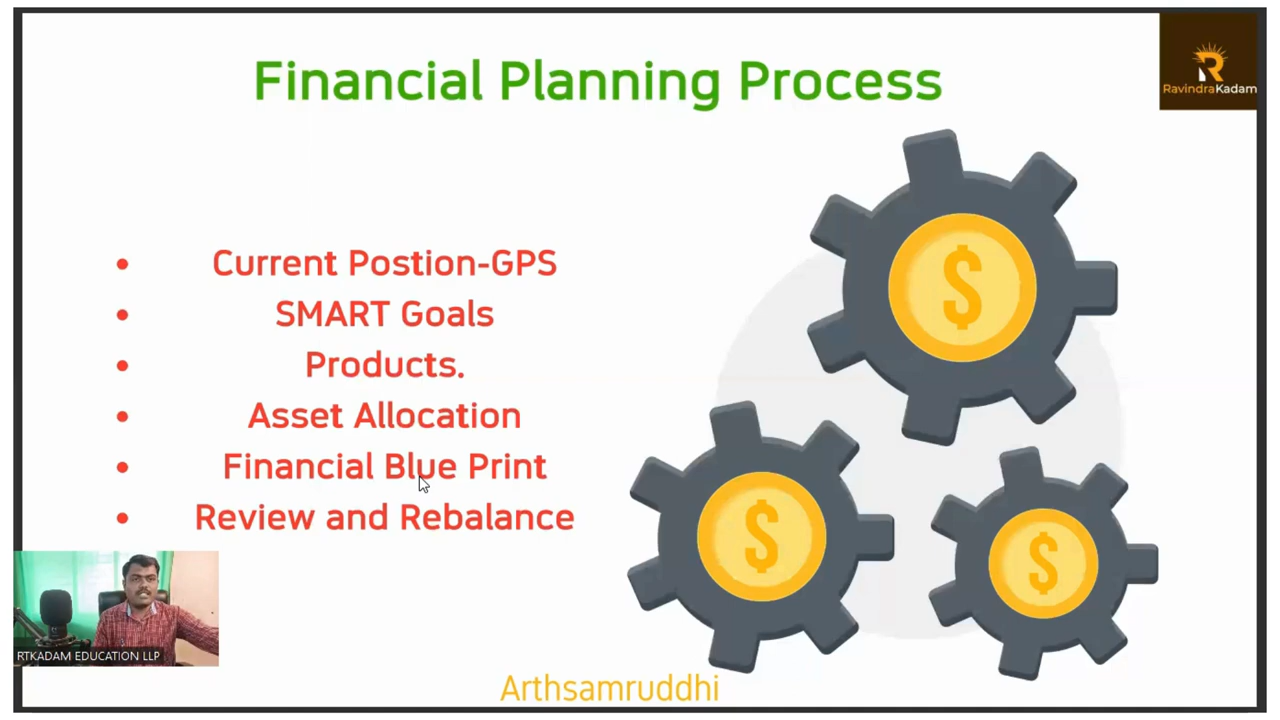 Financial Planning Process
RavindraKadam
• Current Postion-GPS
• SMART Goals
• Products.
• Asset Allocation
• Financial Blue Print
• Review and Rebalance
$
$
$
RTKADAM EDUCATION LLP
Arthsamruddhi